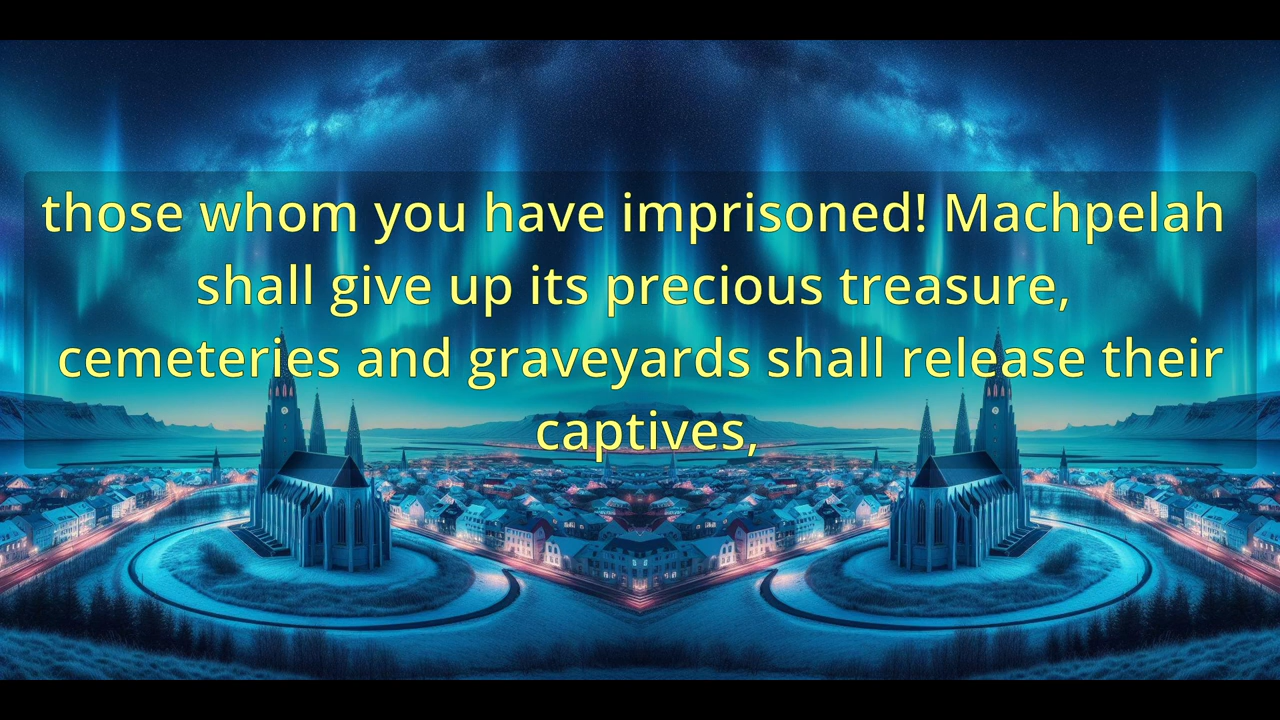 those whom you have imprisoned! Machpelah
shall give up its precious treasure,
cemeteries and graveyards shall release their
captives,